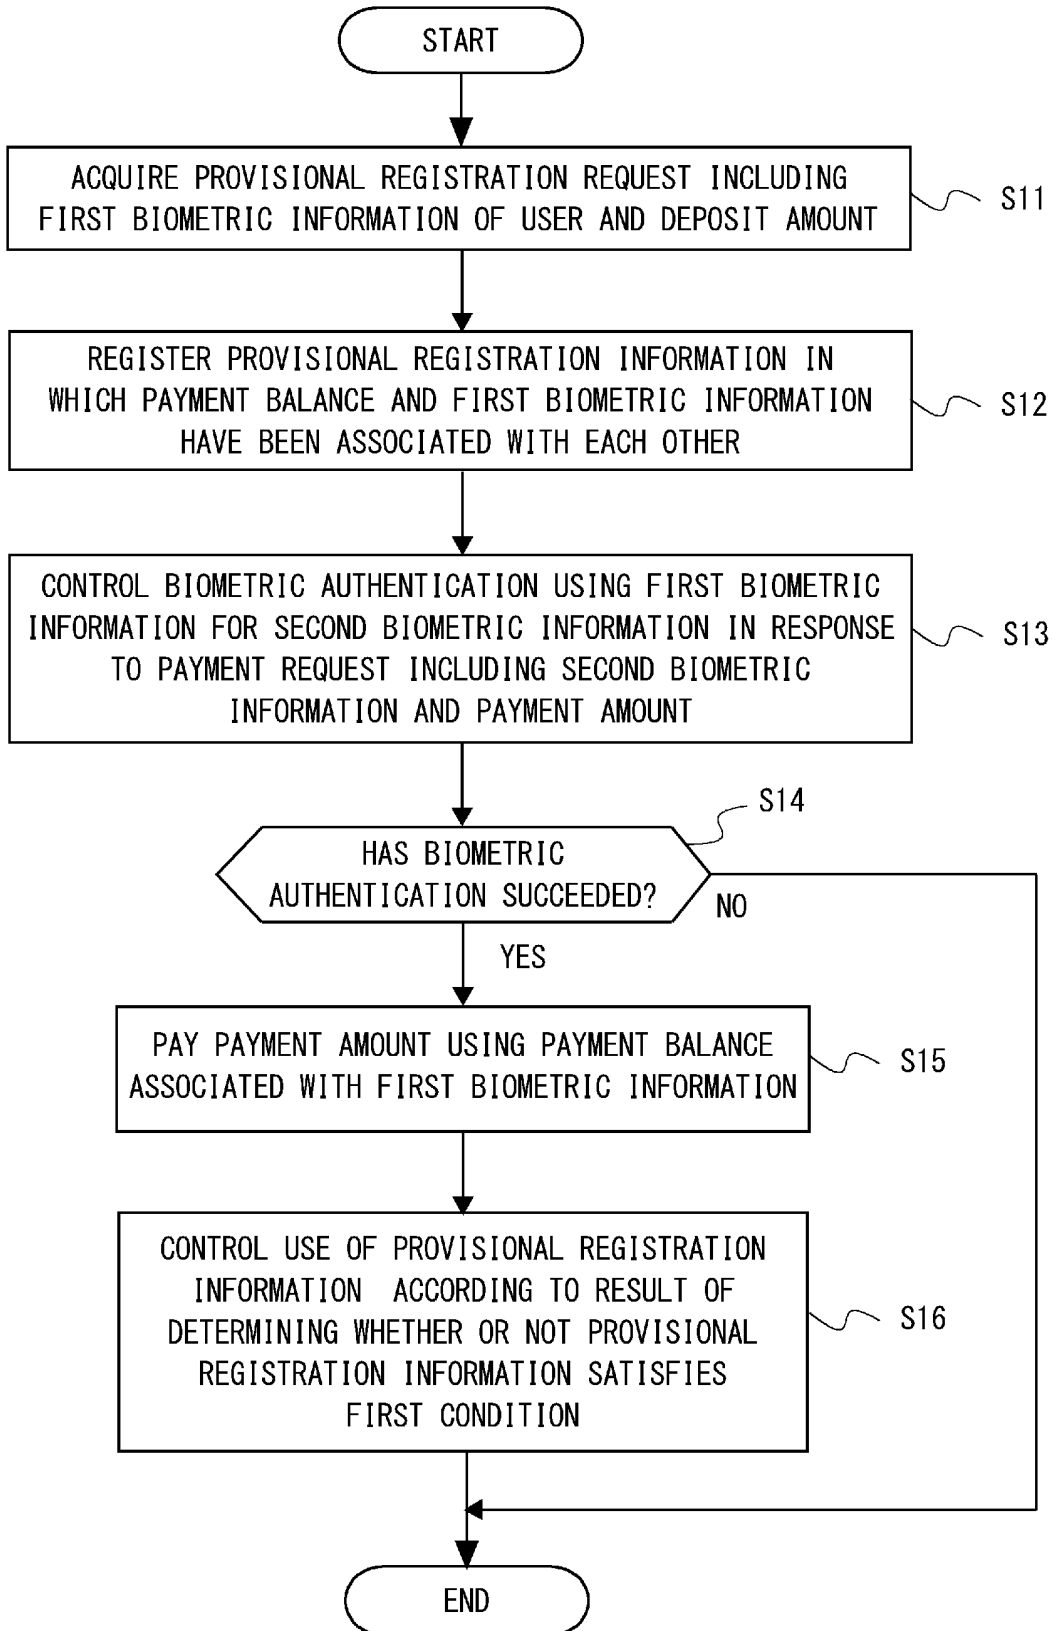 START
ACQUIRE PROVISIONAL REGISTRATION REQUEST INCLUDING
FIRST BIOMETRIC INFORMATION OF USER AND DEPOSIT AMOUNT
S11
REGISTER PROVISIONAL REGISTRATION INFORMATION IN
WHICH PAYMENT BALANCE AND FIRST BIOMETRIC INFORMATION
HAVE BEEN ASSOCIATED WITH EACH OTHER
S12
CONTROL BIOMETRIC AUTHENTICATION USING FIRST BIOMETRIC
INFORMATION FOR SECOND BIOMETRIC INFORMATION IN RESPONSE
TO PAYMENT REQUEST INCLUDING SECOND BIOMETRIC
INFORMATION AND PAYMENT AMOUNT
S13
S14
HAS BIOMETRIC
AUTHENTICATION SUCCEEDED?
NO
YES
PAY PAYMENT AMOUNT USING PAYMENT BALANCE
ASSOCIATED WITH FIRST BIOMETRIC INFORMATION
S15
CONTROL USE OF PROVISIONAL REGISTRATION
INFORMATION ACCORDING TO RESULT OF
DETERMINING WHETHER OR NOT PROVISIONAL
REGISTRATION INFORMATION SATISFIES
FIRST CONDITION
S16
END